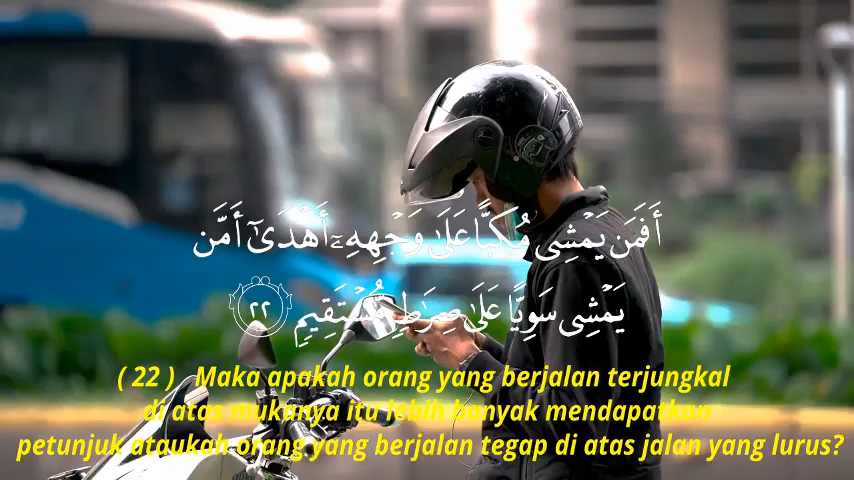 أَفَمَن يَمْشِى مُكِبًّا عَلَىٰ وَجْهِهِۦٓ أَهْدَىٰٓ أَمَّن
يَمْشِى سَوِيًّا عَلَىٰ صِرَٰطٍ مُّسْتَقِيمٍ ٢٢
( 22 ) Maka apakah orang yang berjalan terjungkal
di atas mukanya itu lebih banyak mendapatkan
petunjuk ataukah orang yang berjalan tegap di atas jalan yang lurus?